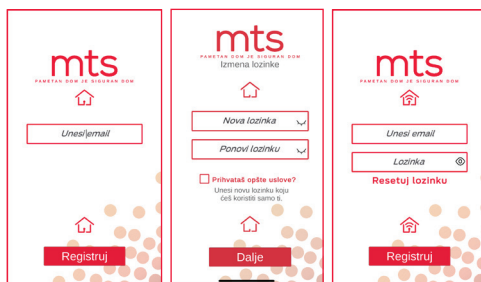 mts
PAMETAN DOM JE SIGURAN DOM
Unesi email
Registruj
mts
PAMETAN DOM JE SIGURAN DOM
Izmena lozinke
Nova lozinka
Ponovi lozinku
Prihvataš opšte uslove?
Unesi novu lozinku koju
ćeš koristiti samo ti.
Dalje
mts
PAMETAN DOM JE SIGURAN DOM
Unesi email
Lozinka
Resetuj lozinku
Registruj